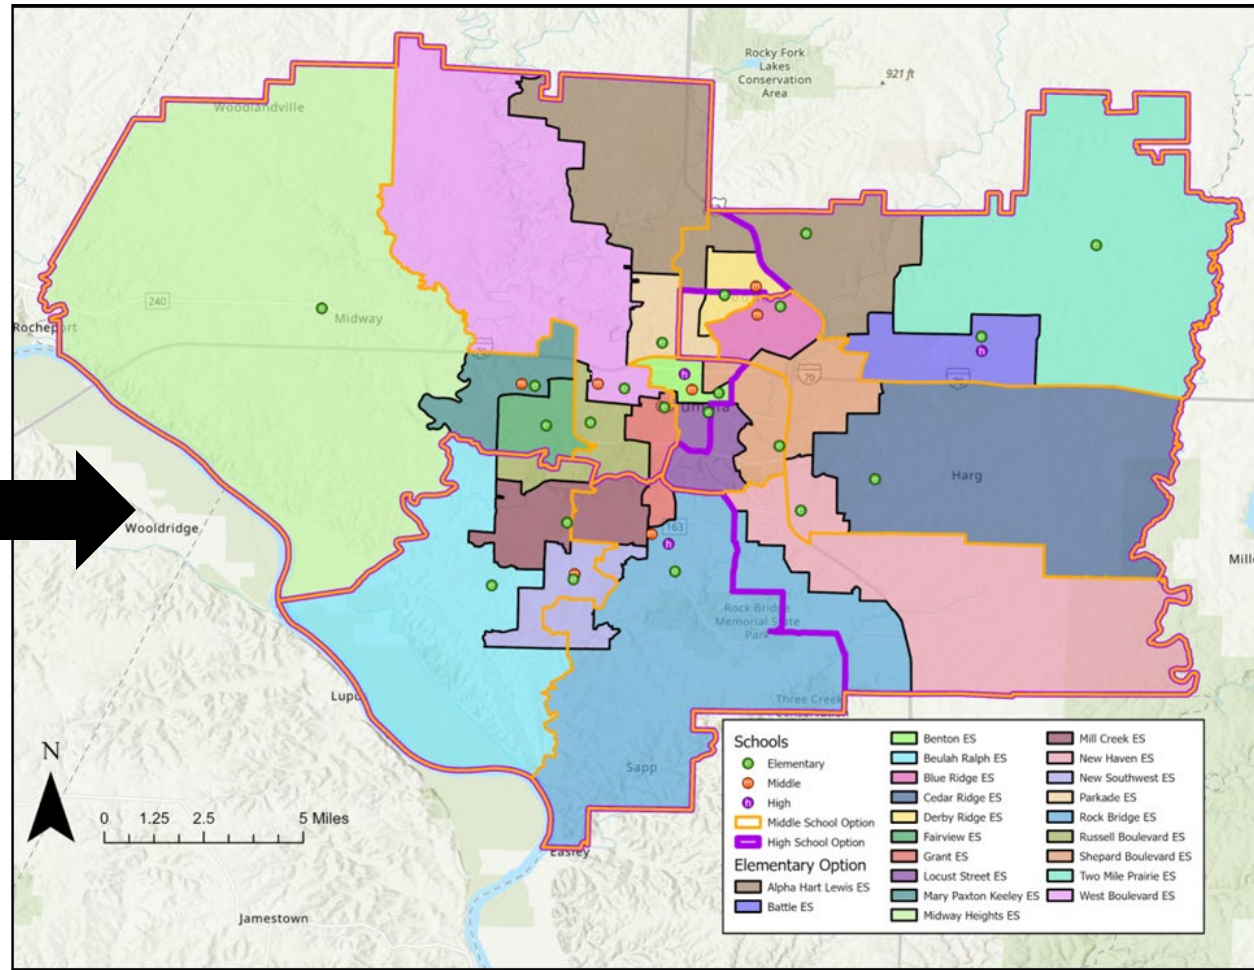 Rocky Fork
Lakes
Conservation
Area
921 ft
Woodlandville
240
Midway
Rocheport
70
70
70
Harg
Wooldridge
163
Mill
Rock Bridge
Memorial State
Park
Lupus
Three Creek
Sapp
Easley
Jamestown
N
0 1.25 2.5 5 Miles
Schools
e Elementary
m Middle
h High
Middle School Option
High School Option
Elementary Option
Alpha Hart Lewis ES
Battle ES
Benton ES
Beulah Ralph ES
Blue Ridge ES
Cedar Ridge ES
Derby Ridge ES
Fairview ES
Grant ES
Locust Street ES
Mary Paxton Keeley ES
Midway Heights ES
Mill Creek ES
New Haven ES
New Southwest ES
Parkade ES
Rock Bridge ES
Russell Boulevard ES
Shepard Boulevard ES
Two Mile Prairie ES
West Boulevard ES